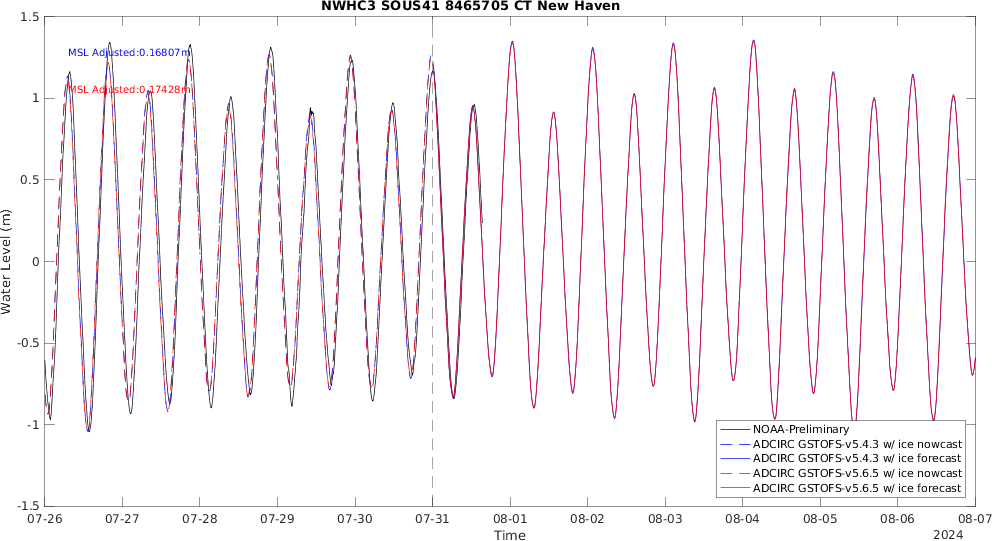 NWHC3 SOUS41 8465705 CT New Haven
1.5
MSL Adjusted:0.16807m
MSL Adjusted:0.17428m
1
0.5
Water Level (m)
0
-0.5
-1
-1.5
NOAA-Preliminary
ADCIRC GSTOFS-v5.4.3 w/ ice nowcast
ADCIRC GSTOFS-v5.4.3 w/ ice forecast
ADCIRC GSTOFS-v5.6.5 w/ ice nowcast
ADCIRC GSTOFS-v5.6.5 w/ ice forecast
07-26 07-27 07-28 07-29 07-30 07-31 08-01 08-02 08-03 08-04 08-05 08-06 08-07
Time
2024